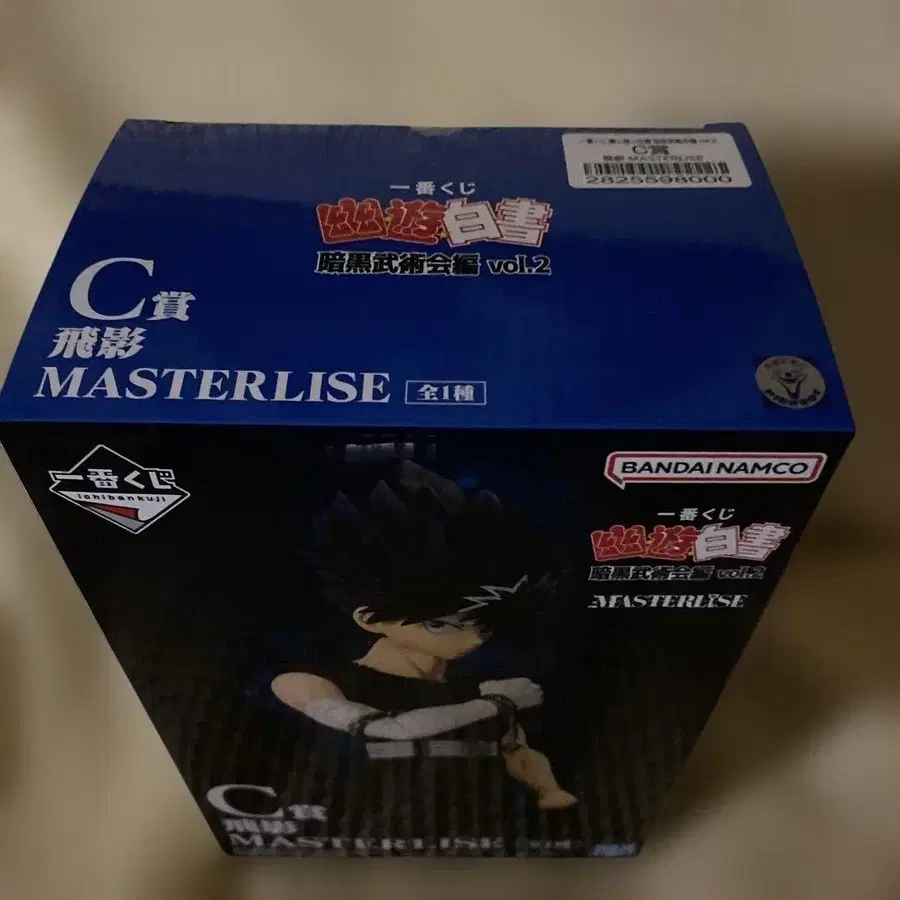 C賞
飛影 MASTERLISE
2825598000
一番くじ
幽遊白書
暗黒武術会編 vol.2
C賞
飛影
MASTERLISE 全1種
一番くじ
ichibankuji
BANDAI NAMCO
一番くじ
幽遊白書
暗黒武術会編 vol.2
MASTERLISE
C賞
飛影
MASTERLISE